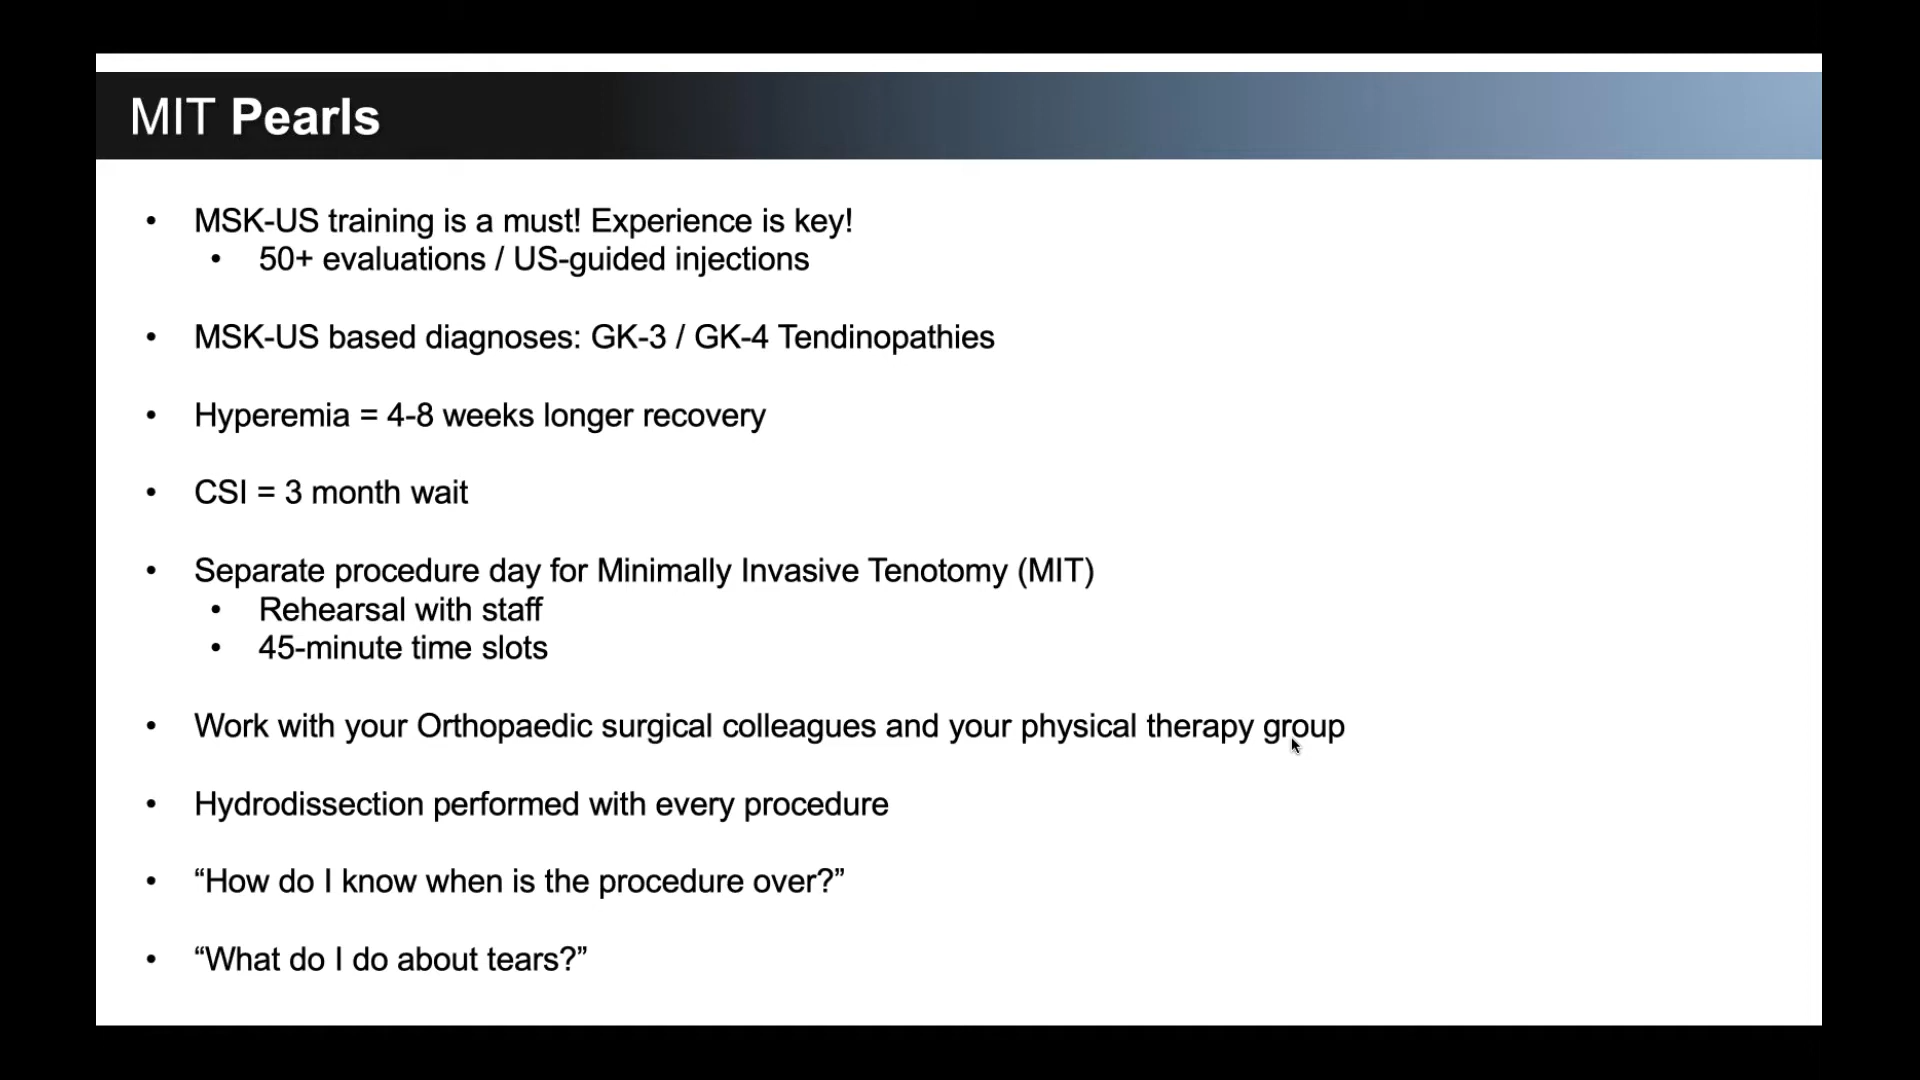 MIT Pearls
• MSK-US training is a must! Experience is key!
• 50+ evaluations / US-guided injections
• MSK-US based diagnoses: GK-3 / GK-4 Tendinopathies
• Hyperemia = 4-8 weeks longer recovery
• CSI = 3 month wait
• Separate procedure day for Minimally Invasive Tenotomy (MIT)
• Rehearsal with staff
• 45-minute time slots
• Work with your Orthopaedic surgical colleagues and your physical therapy group
• Hydrodissection performed with every procedure
• “How do I know when is the procedure over?”
• “What do I do about tears?”